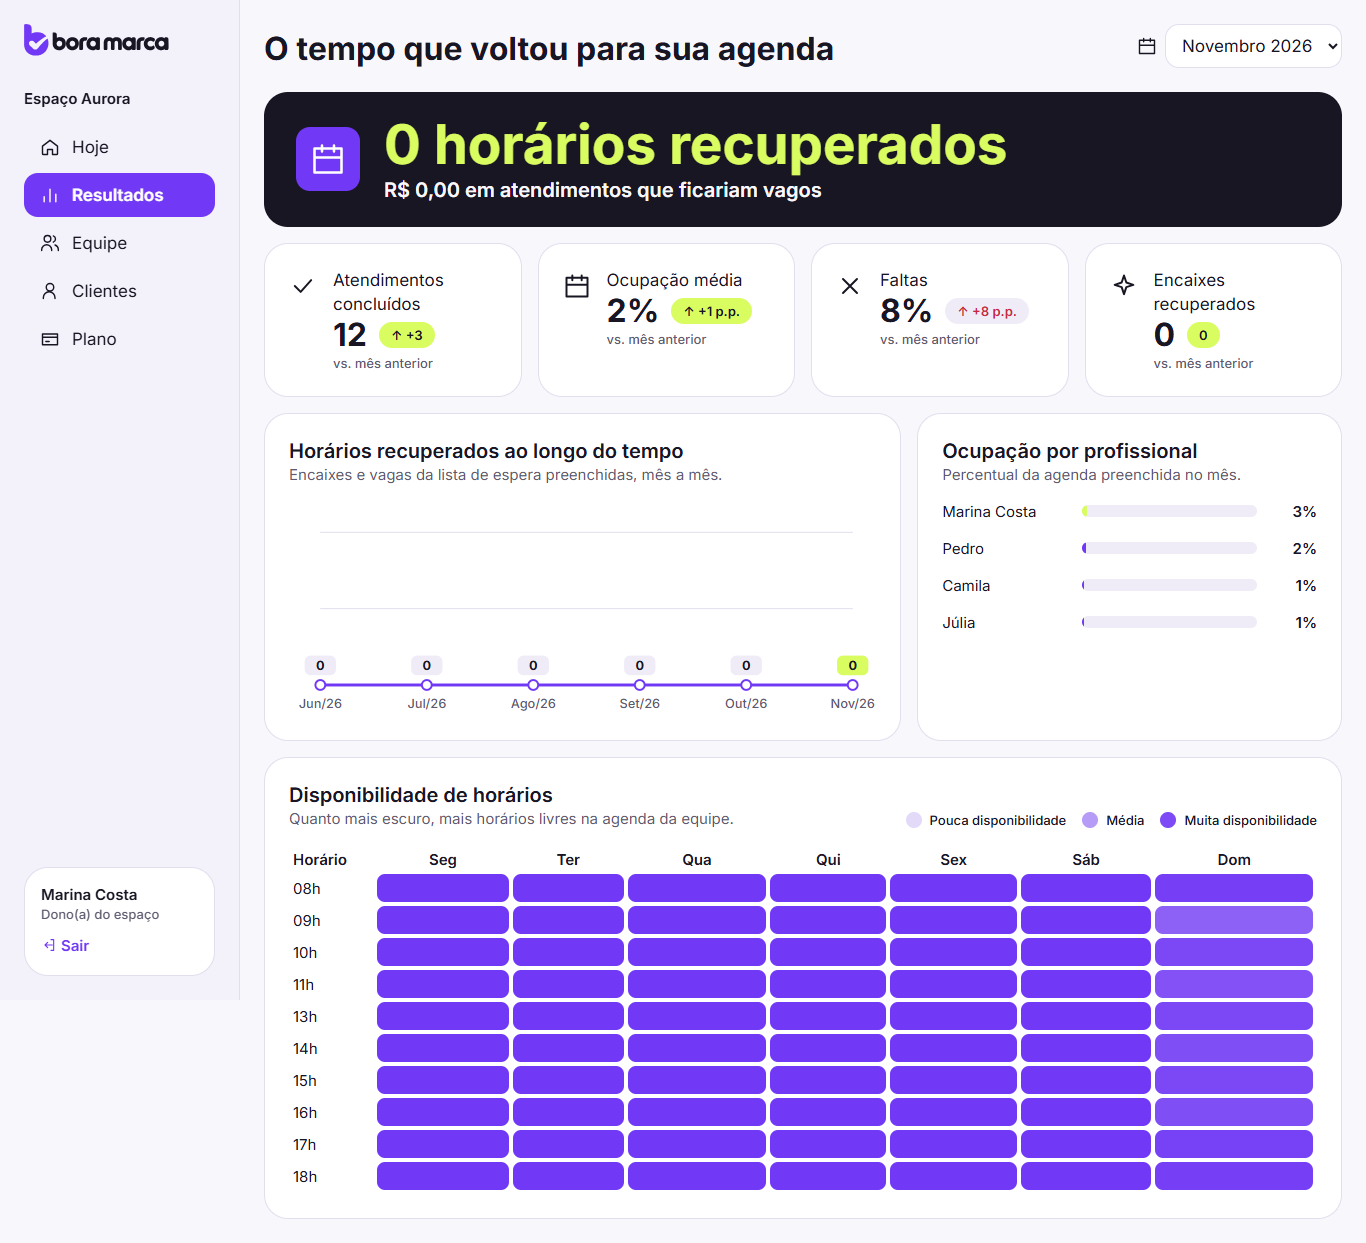 bora marca
Espaço Aurora
Hoje
Resultados
Equipe
Clientes
Plano
Marina Costa
Dono(a) do espaço
Sair
O tempo que voltou para sua agenda
Novembro 2026
0 horários recuperados
R$ 0,00 em atendimentos que ficariam vagos
Atendimentos
concluídos
12 ↑ +3
vs. mês anterior
Ocupação média
2% ↑ +1 p.p.
vs. mês anterior
Faltas
8% ↑ +8 p.p.
vs. mês anterior
Encaixes
recuperados
0 0
vs. mês anterior
Horários recuperados ao longo do tempo
Encaixes e vagas da lista de espera preenchidas, mês a mês.
0 0 0 0 0 0
Jun/26 Jul/26 Ago/26 Set/26 Out/26 Nov/26
Ocupação por profissional
Percentual da agenda preenchida no mês.
Marina Costa 3%
Pedro 2%
Camila 1%
Júlia 1%
Disponibilidade de horários
Quanto mais escuro, mais horários livres na agenda da equipe.
Pouca disponibilidade Média Muita disponibilidade
Horário Seg Ter Qua Qui Sex Sáb Dom
08h
09h
10h
11h
13h
14h
15h
16h
17h
18h